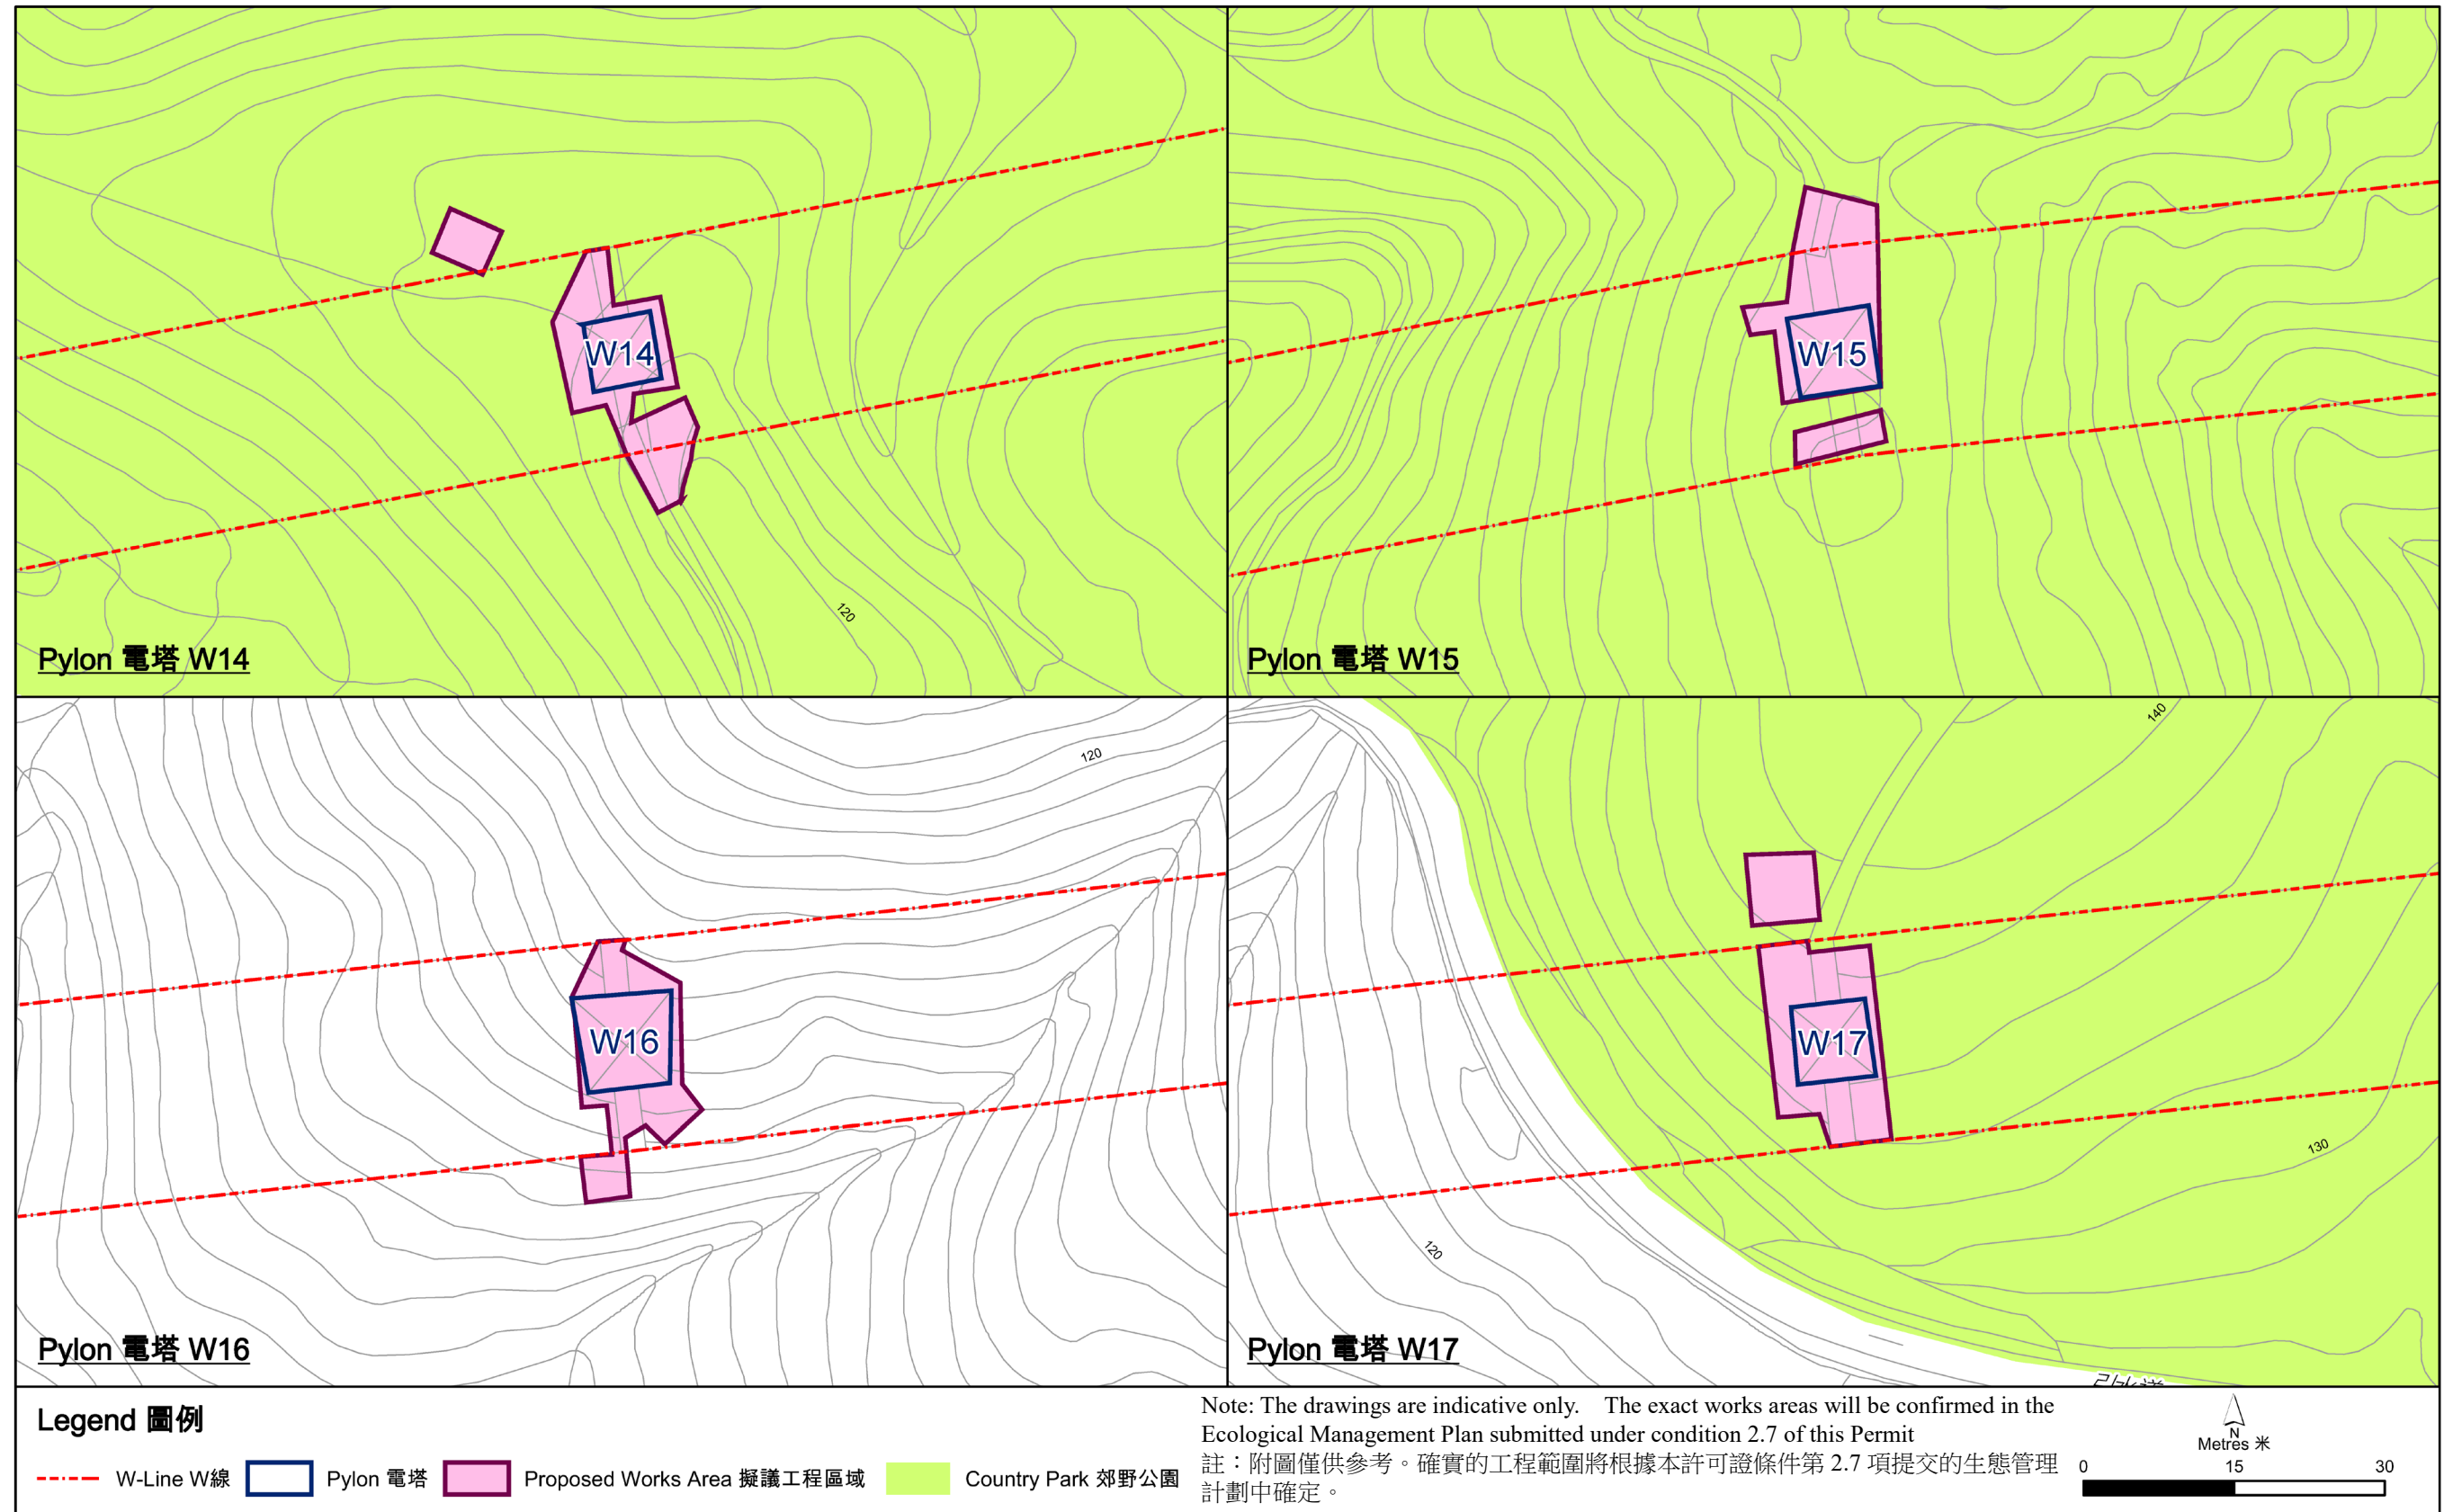 W14
120
Pylon 電塔 W14
W15
Pylon 電塔 W15
120
W16
Pylon 電塔 W16
140
W17
130
120
Pylon 電塔 W17
Legend 圖例
W-Line W線
Pylon 電塔
Proposed Works Area 擬議工程區域
Country Park 郊野公園
Note: The drawings are indicative only. The exact works areas will be confirmed in the
Ecological Management Plan submitted under condition 2.7 of this Permit
註：附圖僅供參考。確實的工程範圍將根據本許可證條件第 2.7 項提交的生態管理
計劃中確定。
N
Metres 米
0 15 30